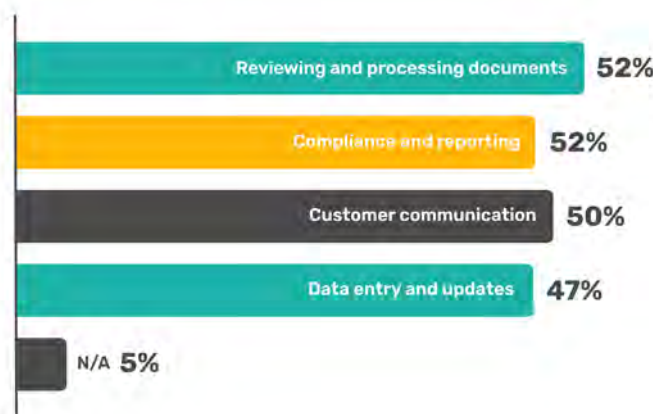 Reviewing and processing documents 52%
Compliance and reporting 52%
Customer communication 50%
Data entry and updates 47%
N/A 5%